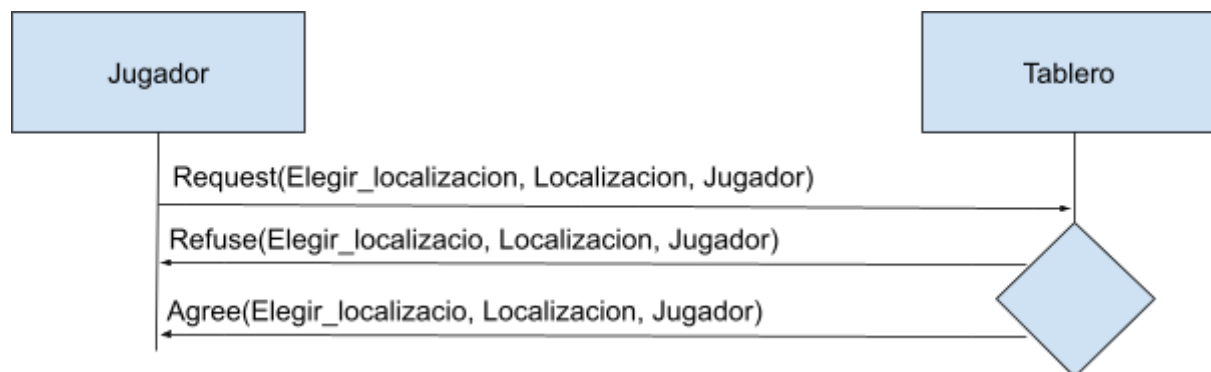 Jugador
Tablero
Request(Elegir_localizacion, Localizacion, Jugador)
Refuse(Elegir_localizacio, Localizacion, Jugador)
Agree(Elegir_localizacio, Localizacion, Jugador)